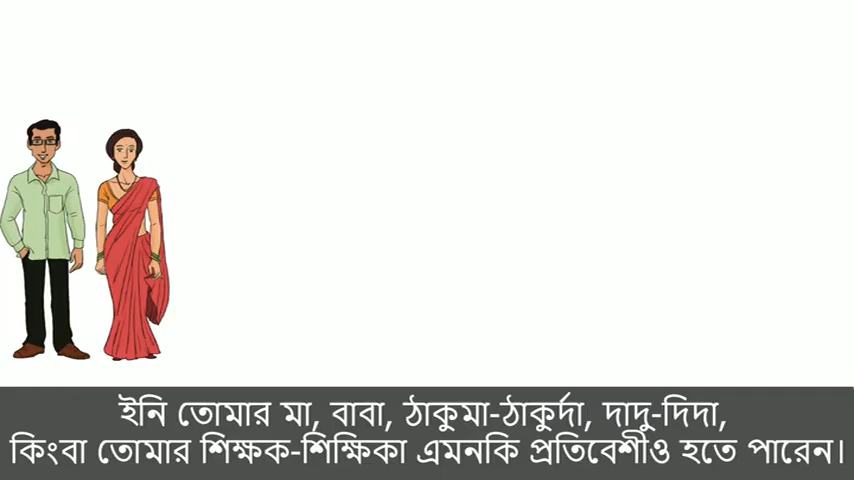 ইনি তোমার মা, বাবা, ঠাকুমা-ঠাকুর্দা, দাদু-দিদা,
কিংবা তোমার শিক্ষক-শিক্ষিকা এমনকি প্রতিবেশীও হতে পারেন।